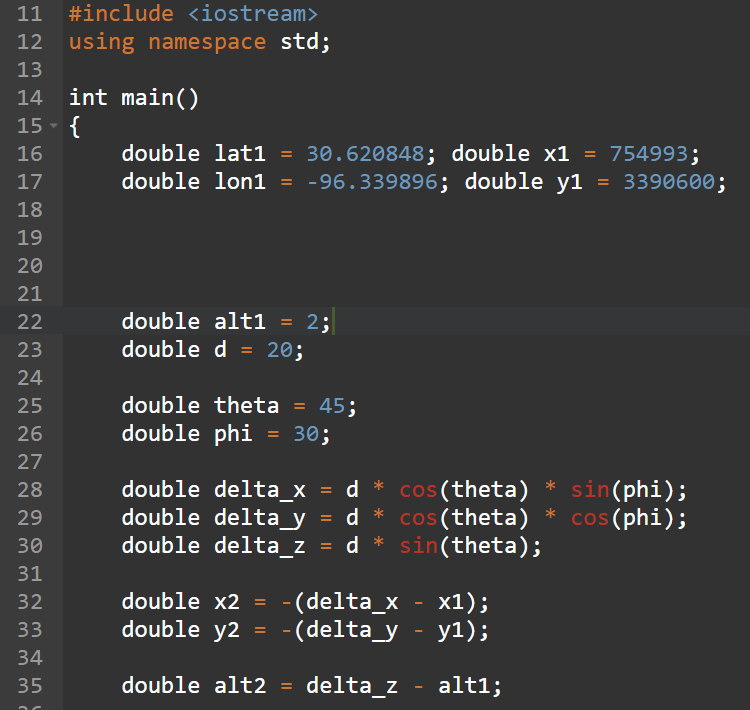 11 #include <iostream>
12 using namespace std;
13
14 int main()
15 {
16     double lat1 = 30.620848; double x1 = 754993;
17     double lon1 = -96.339896; double y1 = 3390600;
18
19
20
21
22     double alt1 = 2;
23     double d = 20;
24
25     double theta = 45;
26     double phi = 30;
27
28     double delta_x = d * cos(theta) * sin(phi);
29     double delta_y = d * cos(theta) * cos(phi);
30     double delta_z = d * sin(theta);
31
32     double x2 = -(delta_x - x1);
33     double y2 = -(delta_y - y1);
34
35     double alt2 = delta_z - alt1;